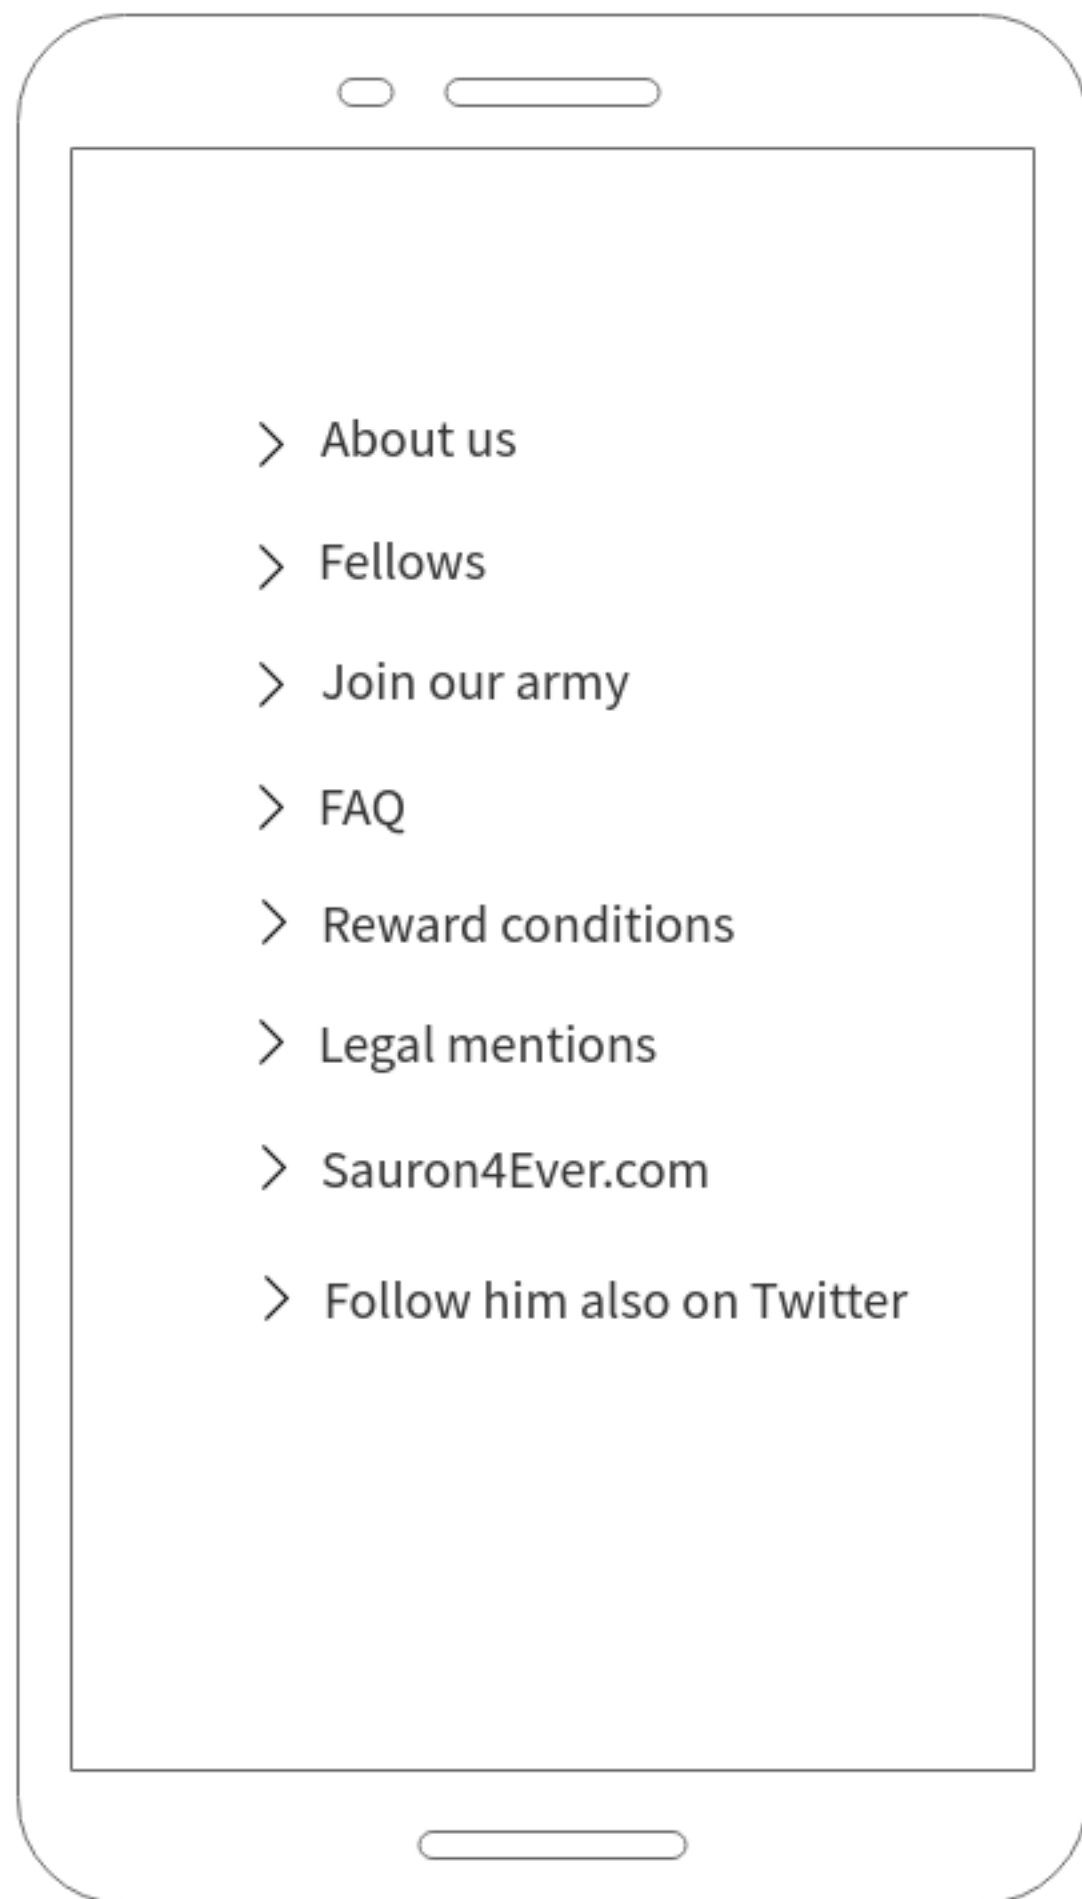 About us
Fellows
Join our army
FAQ
Reward conditions
Legal mentions
Sauron4Ever.com
Follow him also on Twitter